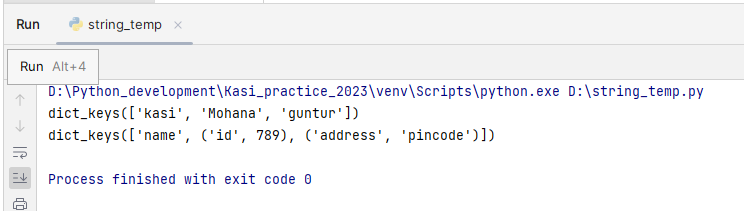 Run string_temp ×
Run Alt+4
D:\Python_development\Kasi_practice_2023\venv\Scripts\python.exe D:\string_temp.py
dict_keys(['kasi', 'Mohana', 'guntur'])
dict_keys(['name', ('id', 789), ('address', 'pincode')])
Process finished with exit code 0